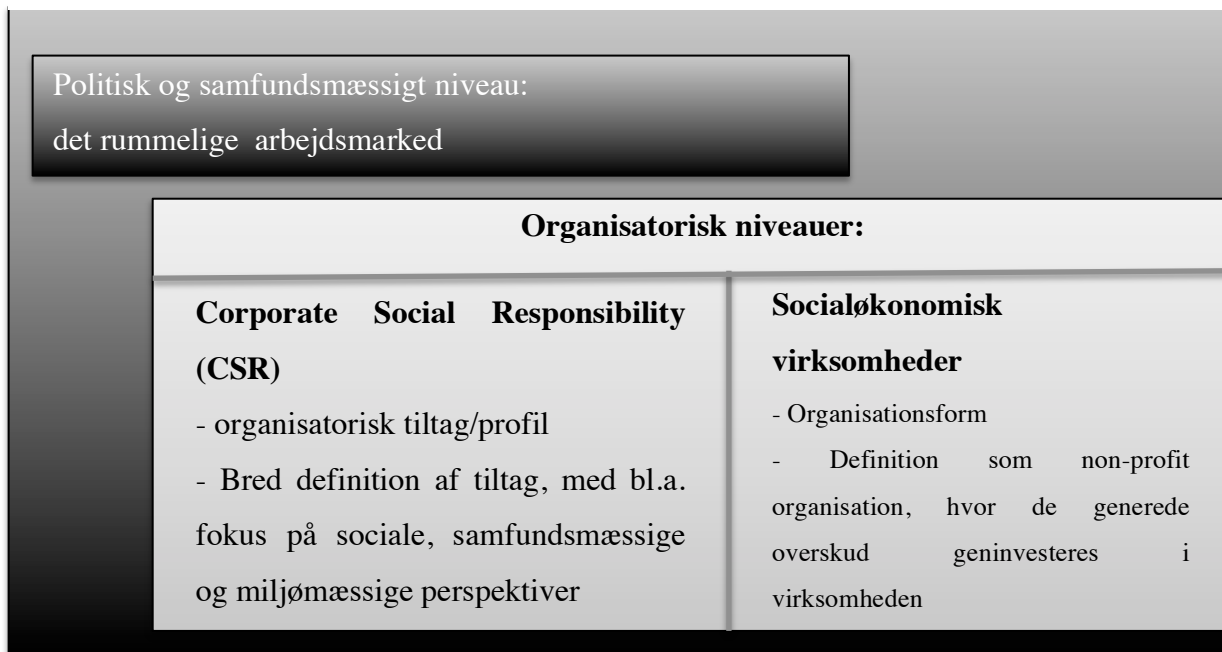 Politisk og samfundsmæssigt niveau:
det rummelige arbejdsmarked
Organisatorisk niveauer:
Corporate Social Responsibility
(CSR)
- organisatorisk tiltag/profil
- Bred definition af tiltag, med bl.a.
fokus på sociale, samfundsmæssige
og miljømæssige perspektiver
Socialøkonomisk
virksomheder
- Organisationsform
- Definition som non-profit
organisation, hvor de generede
overskud geninvesteres i
virksomheden